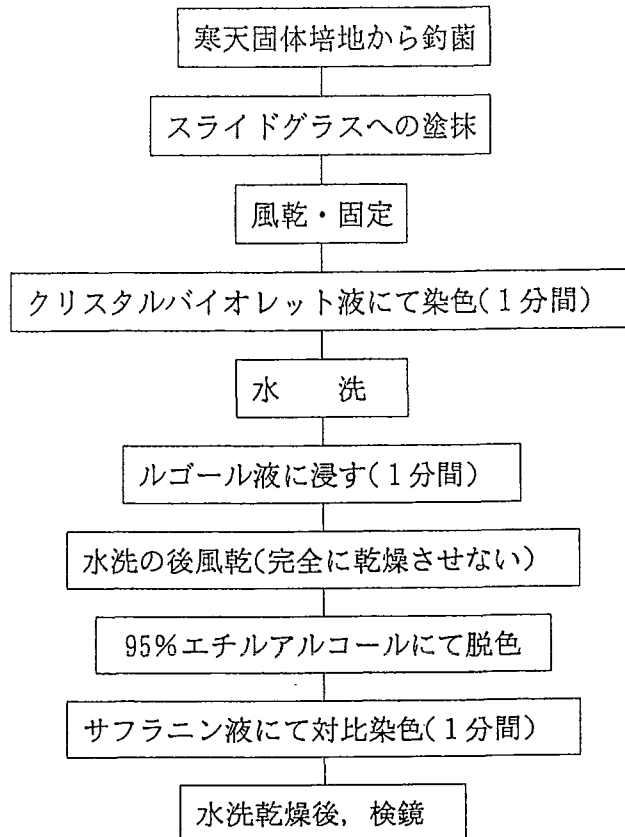 寒天固体培地から釣菌
スライドグラスへの塗抹
風乾・固定
クリスタルバイオレット液にて染色(1分間)
水　　洗
ルゴール液に浸す(1分間)
水洗の後風乾(完全に乾燥させない)
95%エチルアルコールにて脱色
サフラニン液にて対比染色(1分間)
水洗乾燥後，検鏡